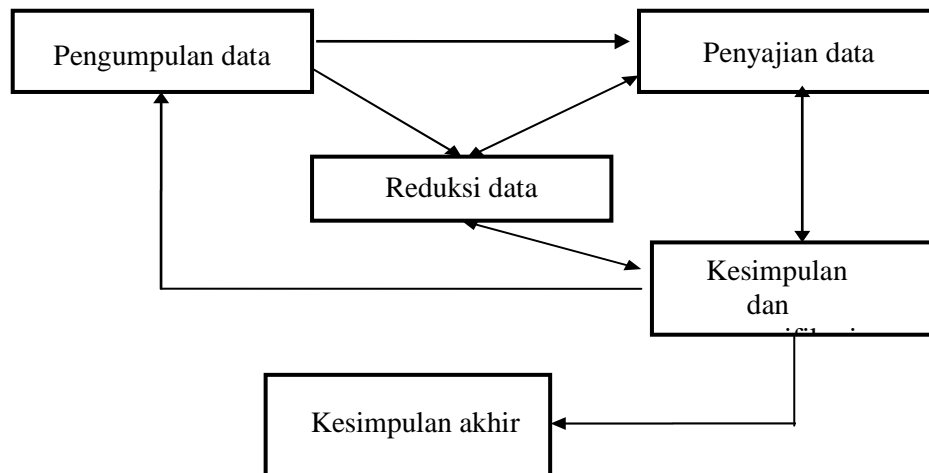 Pengumpulan data
Penyajian data
Reduksi data
Kesimpulan
dan
Kesimpulan akhir